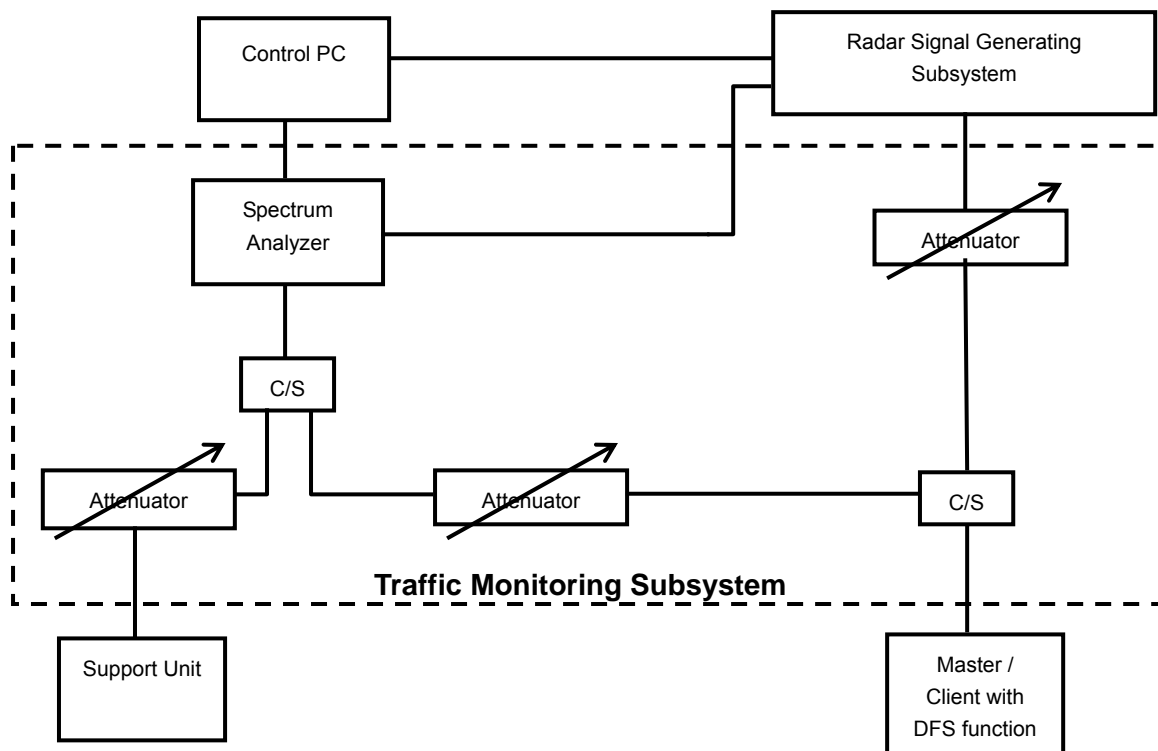 Control PC
Radar Signal Generating
Subsystem
Spectrum
Analyzer
Attenuator
C/S
Attenuator
Attenuator
C/S
Traffic Monitoring Subsystem
Support Unit
Master /
Client with
DFS function